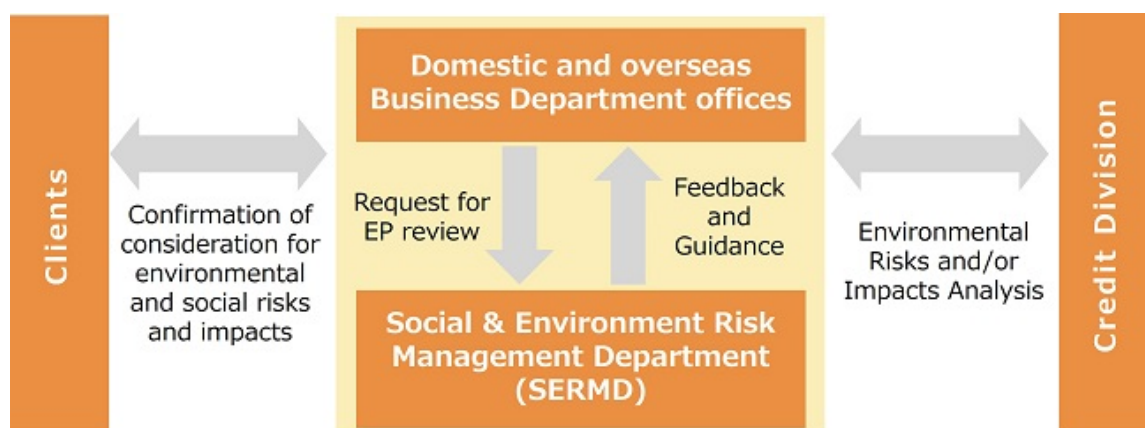 Clients
Confirmation of
consideration for
environmental
and social risks
and impacts
Domestic and overseas
Business Department offices
Request for
EP review
Feedback
and
Guidance
Social & Environment Risk
Management Department
(SERMD)
Environmental
Risks and/or
Impacts Analysis
Credit Division